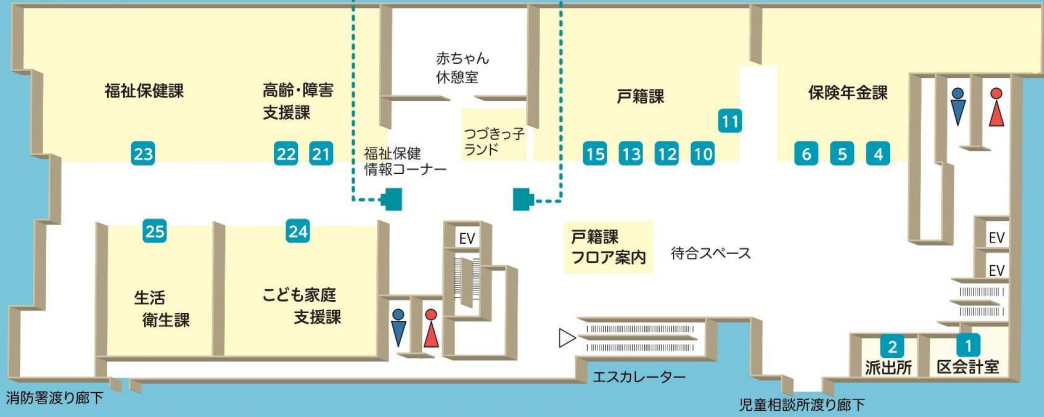 赤ちゃん
休憩室
福祉保健課
高齢・障害
支援課
戸籍課
保険年金課
11
つづきっ子
ランド
23
22
21
福祉保健
情報コーナー
15
13
12
10
6
5
4
25
24
EV
戸籍課
フロア案内
待合スペース
EV
EV
生活
衛生課
こども家庭
支援課
2
派出所
1
区会計室
エスカレーター
消防署渡り廊下
児童相談所渡り廊下